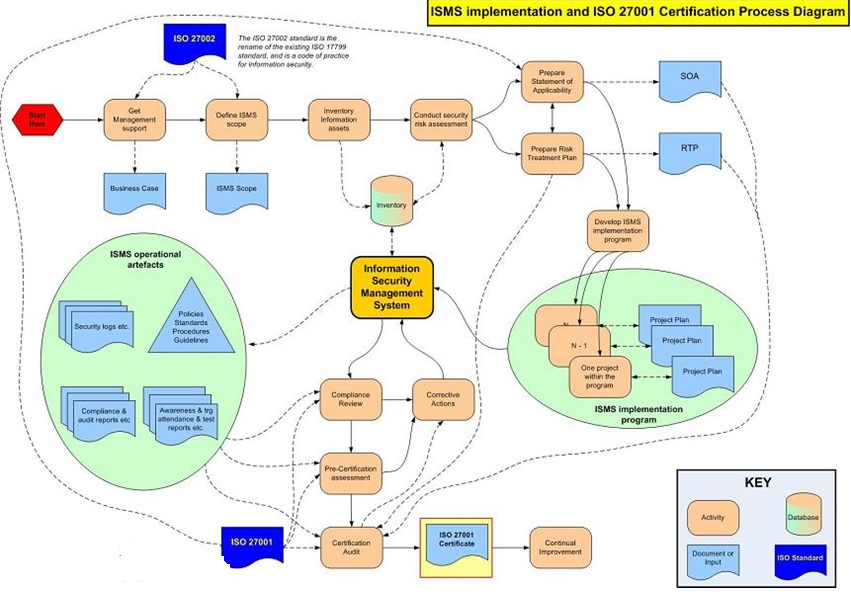 ISMS implementation and ISO 27001 Certification Process Diagram
ISO 27002
The ISO 27002 standard is the
rename of the existing ISO 17799
standard, and is a code of practice
for information security.
Start
Here
Get
Management
support
Define ISMS
scope
Inventory
Information
assets
Conduct security
risk assessment
Prepare
Statement of
Applicability
SOA
Prepare Risk
Treatment Plan
RTP
Business Case
ISMS Scope
Inventory
Develop ISMS
implementation
program
ISMS operational
artefacts
Information
Security
Management
System
Security logs etc.
Policies
Standards
Procedures
Guidelines
N
N - 1
One project
within the
program
Project Plan
Project Plan
Project Plan
ISMS implementation
program
Compliance &
audit reports etc
Awareness & trg
attendance & test
reports etc.
Compliance
Review
Corrective
Actions
Pre-Certification
assessment
ISO 27001
Certification
Audit
ISO 27001
Certificate
Continual
Improvement
KEY
Activity
Database
Document or
Input
ISO Standard